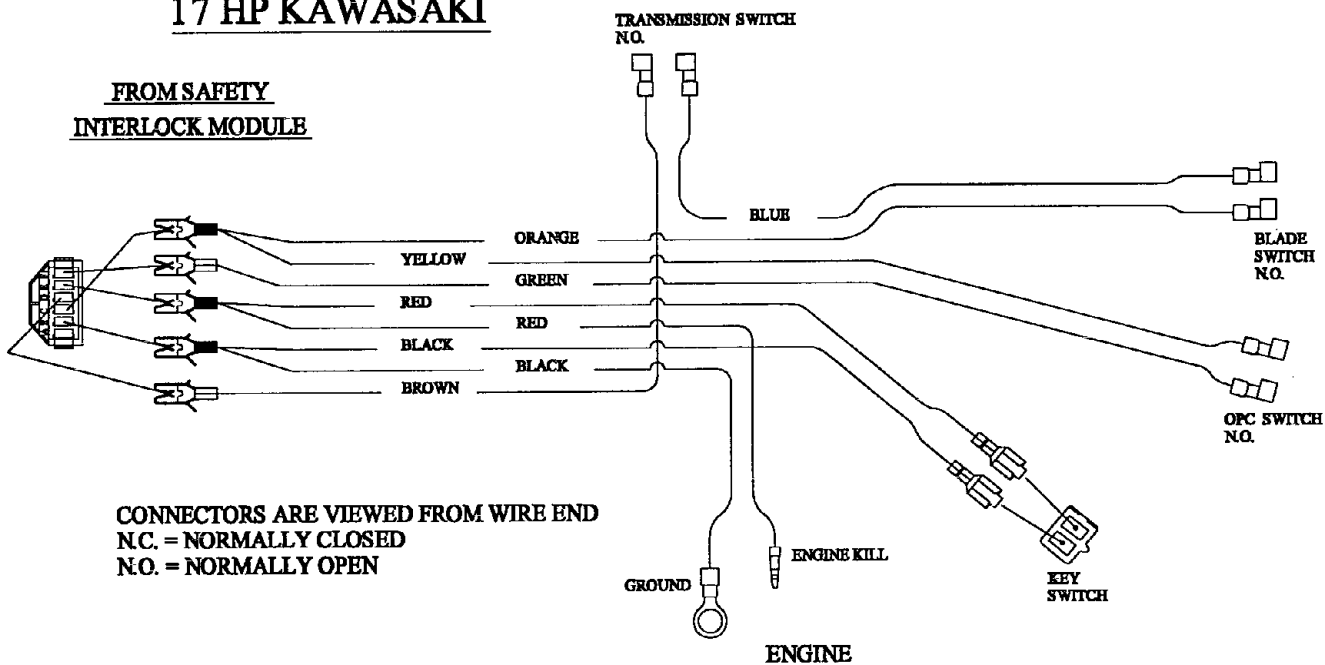 17 HP KAWASAKI
TRANSMISSION SWITCH
N.O.
FROM SAFETY
INTERLOCK MODULE
BLUE
ORANGE
YELLOW
GREEN
RED
RED
BLACK
BLACK
BROWN
BLADE
SWITCH
N.O.
OPC SWITCH
N.O.
CONNECTORS ARE VIEWED FROM WIRE END
N.C. = NORMALLY CLOSED
N.O. = NORMALLY OPEN
GROUND
ENGINE KILL
KEY
SWITCH
ENGINE